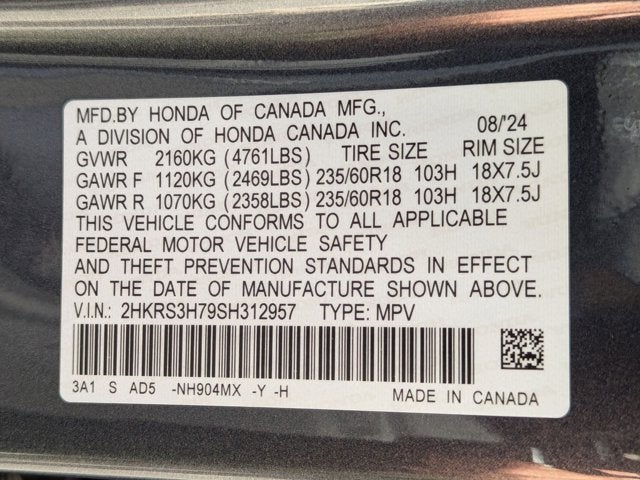 MFD.BY HONDA OF CANADA MFG.,
A DIVISION OF HONDA CANADA INC. 08/'24
GVWR 2160KG (4761LBS) TIRE SIZE RIM SIZE
GAWR F 1120KG (2469LBS) 235/60R18 103H 18X7.5J
GAWR R 1070KG (2358LBS) 235/60R18 103H 18X7.5J
THIS VEHICLE CONFORMS TO ALL APPLICABLE
FEDERAL MOTOR VEHICLE SAFETY
AND THEFT PREVENTION STANDARDS IN EFFECT
ON THE DATE OF MANUFACTURE SHOWN ABOVE.
V.I.N.: 2HKRS3H79SH312957 TYPE: MPV
3A1 S AD5 -NH904MX -Y -H MADE IN CANADA